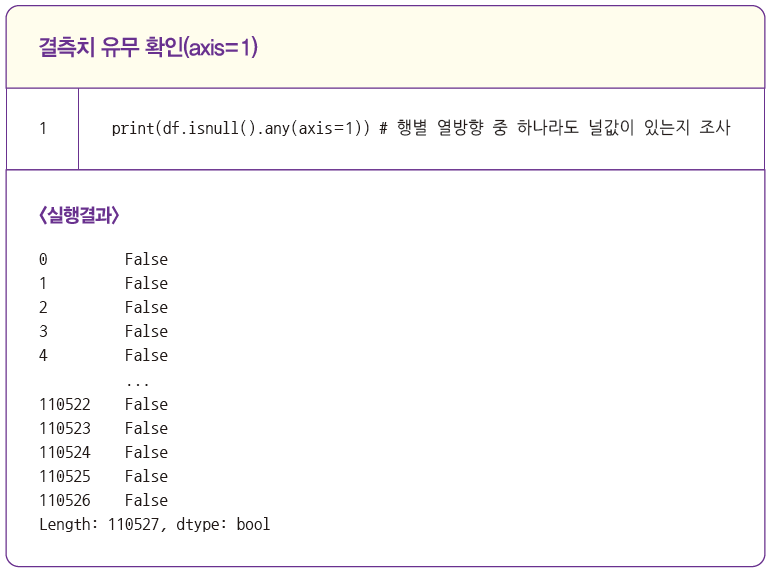 결측치 유무 확인(axis=1)
1 print(df.isnull().any(axis=1)) # 행별 열방향 중 하나라도 널값이 있는지 조사
<실행결과>
0 False
1 False
2 False
3 False
4 False
...
110522 False
110523 False
110524 False
110525 False
110526 False
Length: 110527, dtype: bool